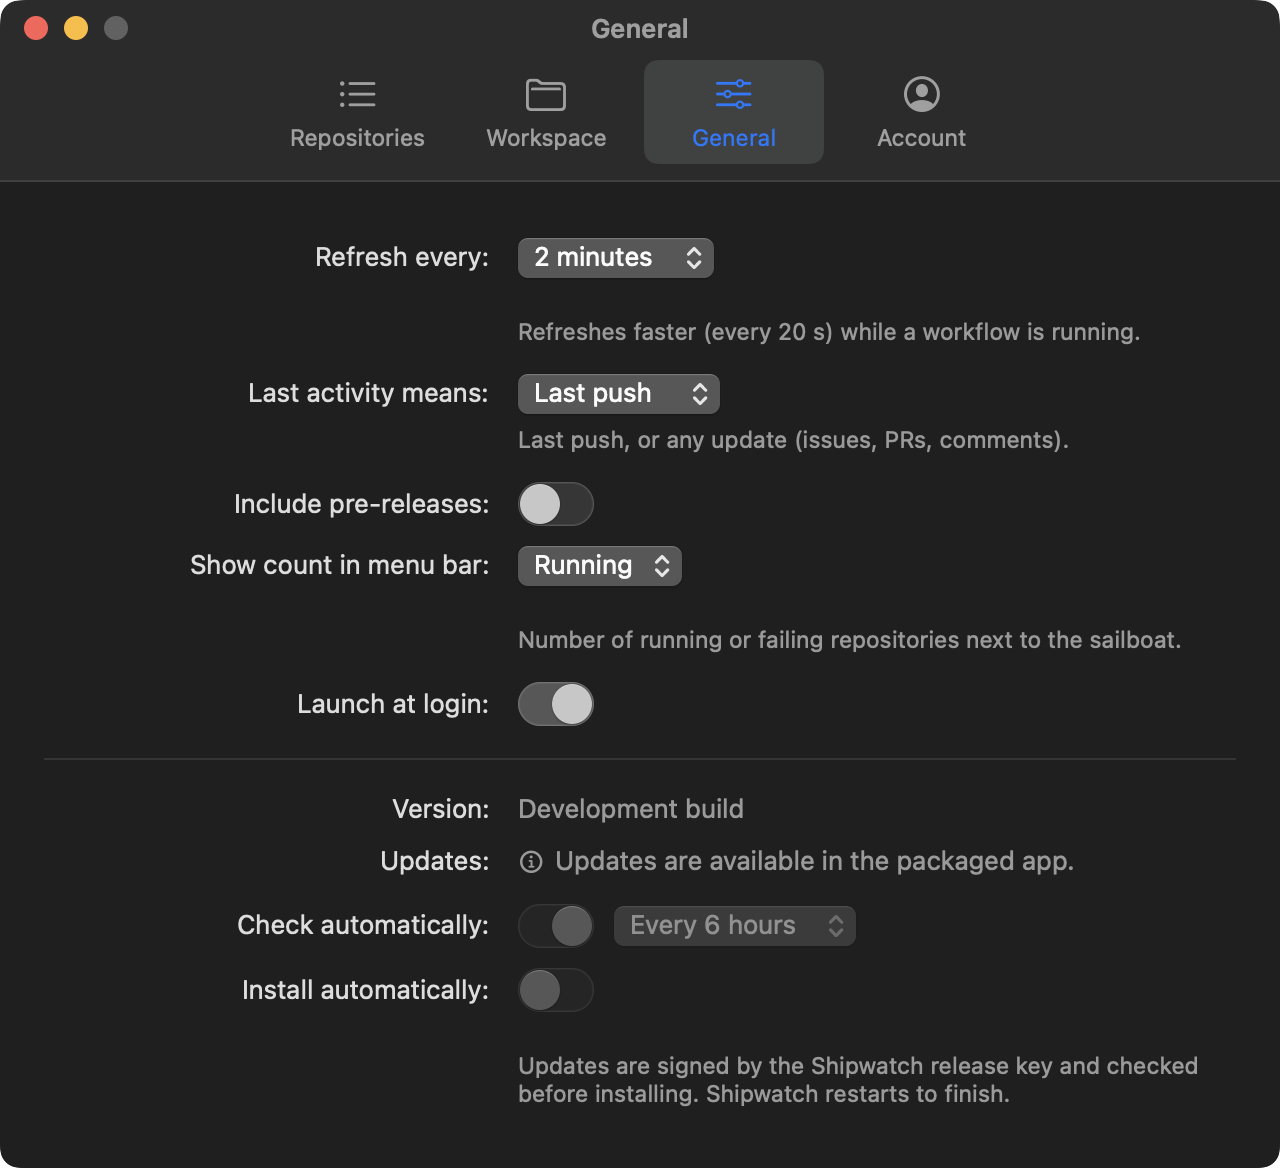 General
Repositories
Workspace
General
Account
Refresh every: 2 minutes
Refreshes faster (every 20 s) while a workflow is running.
Last activity means: Last push
Last push, or any update (issues, PRs, comments).
Include pre-releases:
Show count in menu bar: Running
Number of running or failing repositories next to the sailboat.
Launch at login:
Version: Development build
Updates: Updates are available in the packaged app.
Check automatically: Every 6 hours
Install automatically:
Updates are signed by the Shipwatch release key and checked
before installing. Shipwatch restarts to finish.